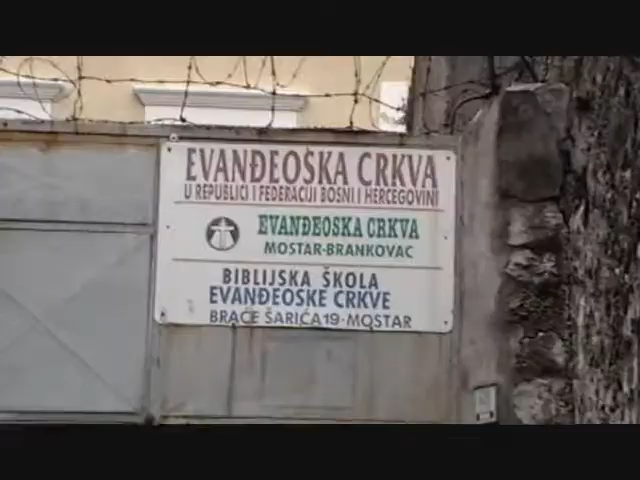 EVANĐEOSKA CRKVA
U REPUBLICI I FEDERACIJI BOSNI I HERCEGOVINI
EVANĐEOSKA CRKVA
MOSTAR-BRANKOVAC
BIBLIJSKA ŠKOLA
EVANĐEOSKE CRKVE
BRAĆE ŠARIĆA 19-MOSTAR